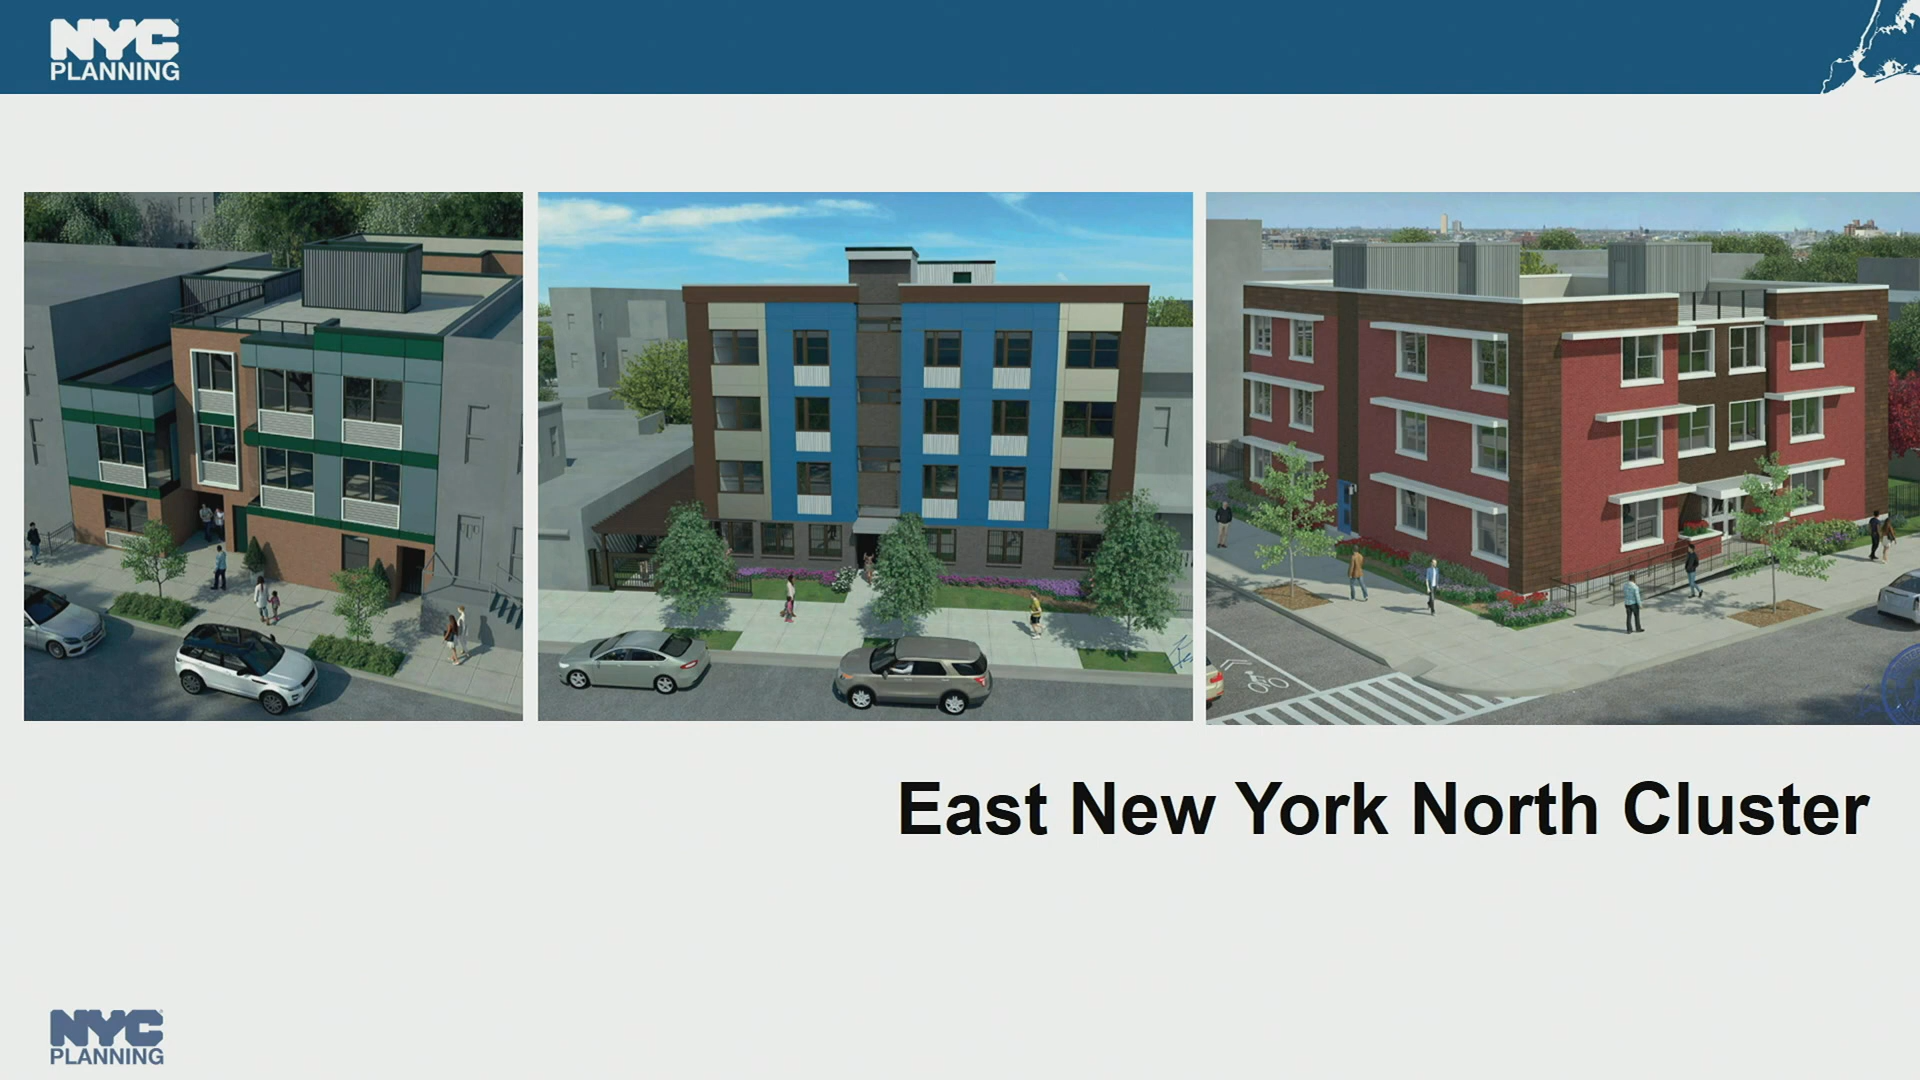 NYC
PLANNING
East New York North Cluster
NYC
PLANNING